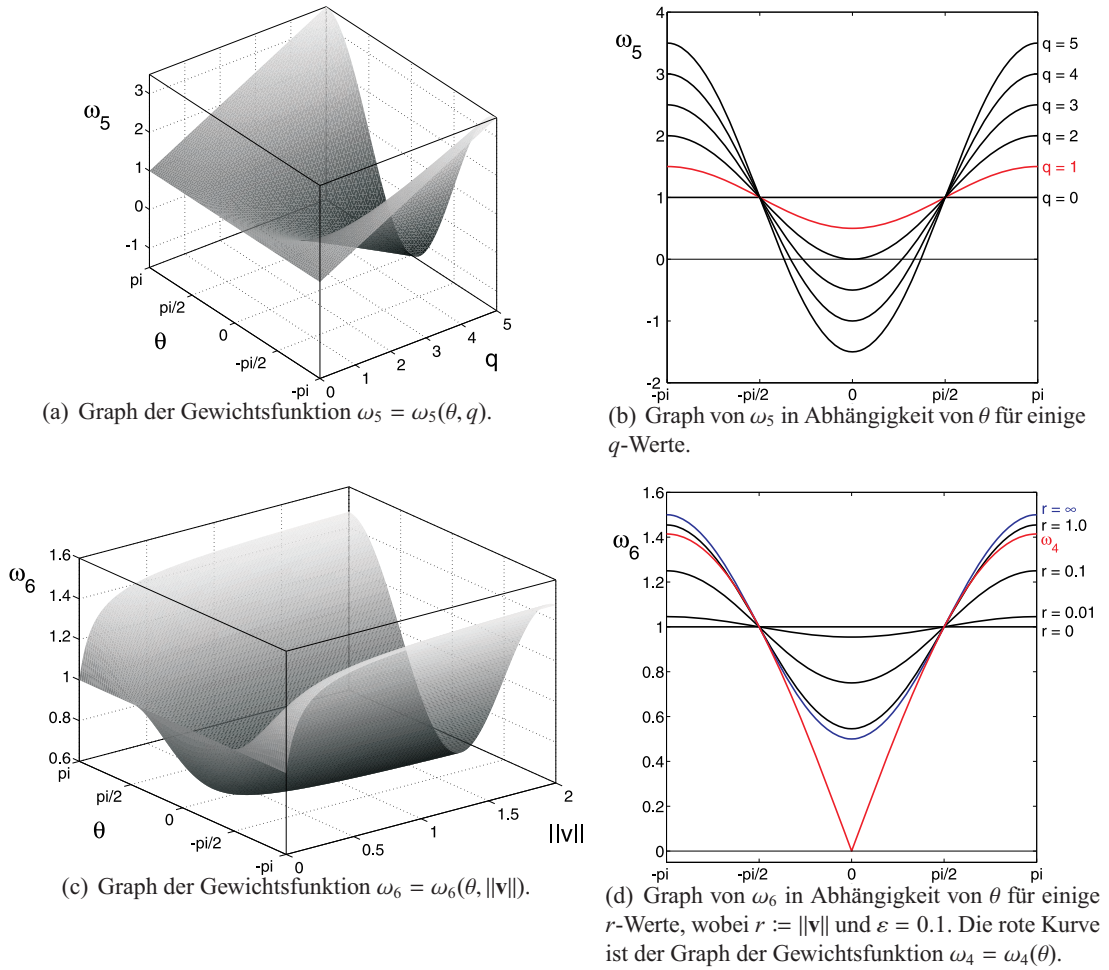 ω5
3
2
1
0
-1
pi
pi/2
0
-pi/2
-pi
θ
0
1
2
3
4
5
q
(a) Graph der Gewichtsfunktion ω5 = ω5(θ, q).
ω5
4
3
2
1
0
-1
-2
-pi
-pi/2
0
pi/2
pi
q = 5
q = 4
q = 3
q = 2
q = 1
q = 0
(b) Graph von ω5 in Abhängigkeit von θ für einige
q-Werte.
ω6
1.6
1.4
1.2
1
0.8
0.6
pi
pi/2
0
-pi/2
-pi
θ
0
0.5
1
1.5
2
||v||
(c) Graph der Gewichtsfunktion ω6 = ω6(θ, ||v||).
ω6
1.6
1.4
1.2
1
0.8
0.6
0.4
0.2
0
-pi
-pi/2
0
pi/2
pi
r = ∞
r = 1.0
ω4
r = 0.1
r = 0.01
r = 0
(d) Graph von ω6 in Abhängigkeit von θ für einige
r-Werte, wobei r := ||v|| und ε = 0.1. Die rote Kurve
ist der Graph der Gewichtsfunktion ω4 = ω4(θ).